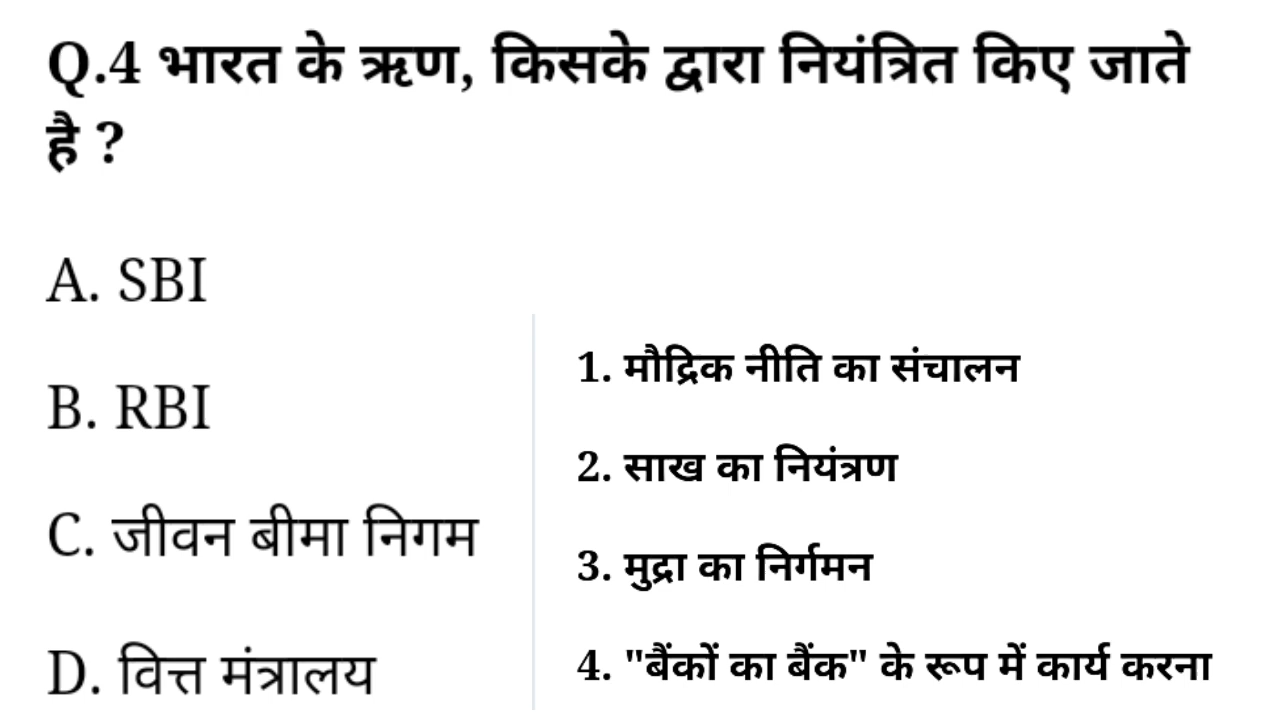 Q.4 भारत के ऋण, किसके द्वारा नियंत्रित किए जाते
है ?
A. SBI
B. RBI
C. जीवन बीमा निगम
D. वित्त मंत्रालय
1. मौद्रिक नीति का संचालन
2. साख का नियंत्रण
3. मुद्रा का निर्गमन
4. "बैंकों का बैंक" के रूप में कार्य करना